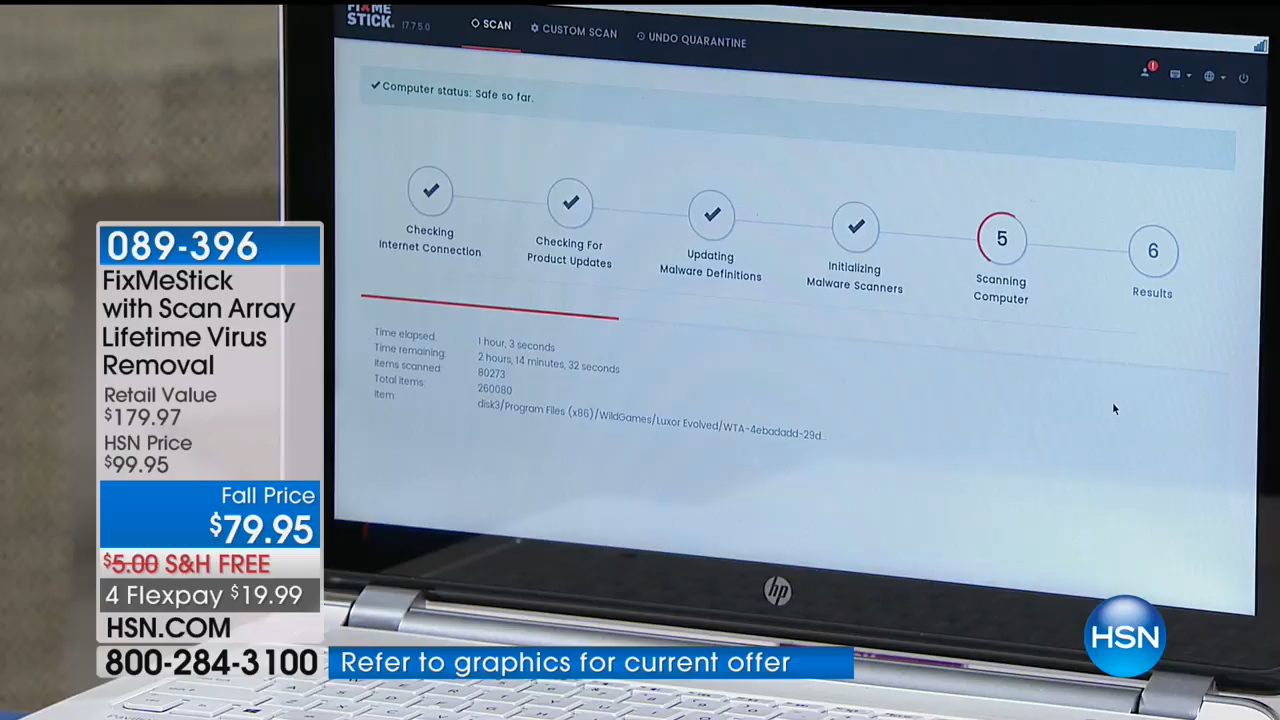 FIXME
STICK. 17.7.5.0
SCAN
CUSTOM SCAN
UNDO QUARANTINE
Computer status: Safe so far.
Checking
Internet Connection
Checking For
Product Updates
Updating
Malware Definitions
Initializing
Malware Scanners
5
Scanning
Computer
6
Results
Time elapsed: 1 hour, 3 seconds
Time remaining: 2 hours, 14 minutes, 32 seconds
Items scanned: 80273
Total Items: 260080
Item: disk3/Program Files (x86)/WildGames/Luxor Evolved/WTA-4ebadadd-29d...
hp
089-396
FixMeStick
with Scan Array
Lifetime Virus
Removal
Retail Value
$179.97
HSN Price
$99.95
Fall Price
$79.95
$5.00 S&H FREE
4 Flexpay $19.99
HSN.COM
800-284-3100
Refer to graphics for current offer
HSN